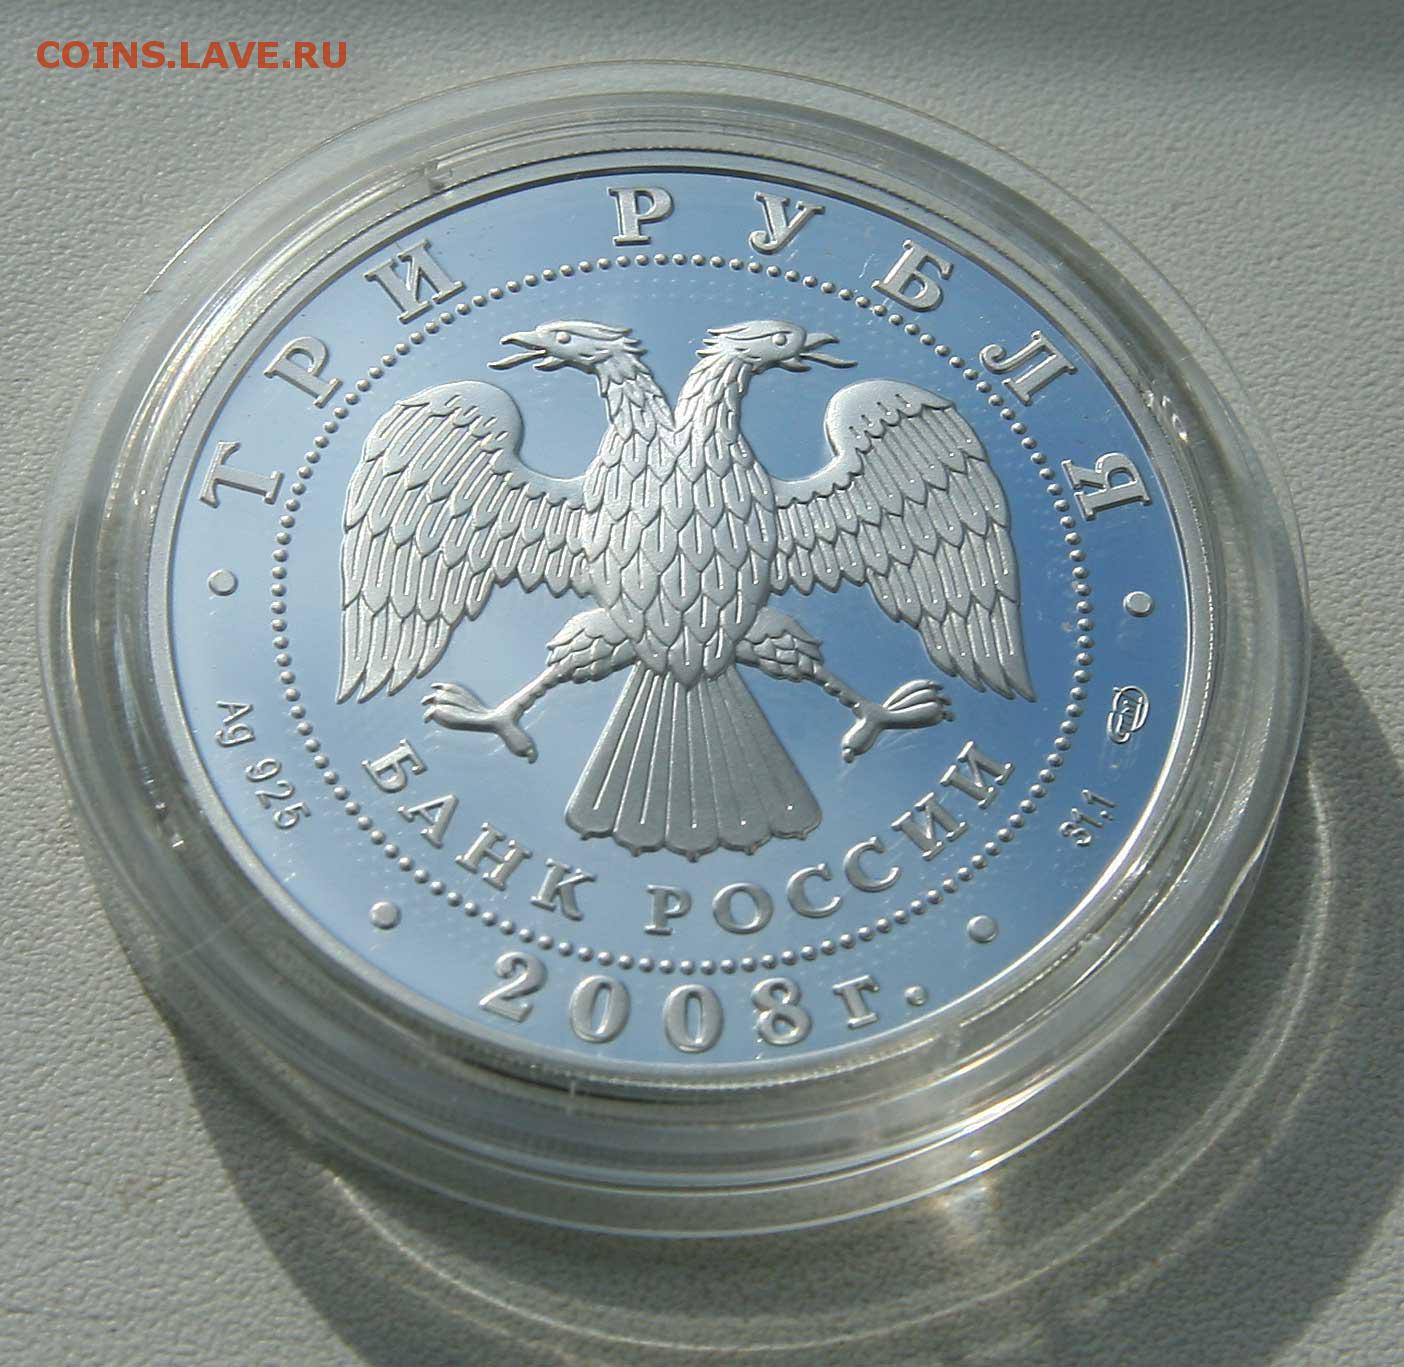 COINS.LAVE.RU
ТРИ РУБЛЯ
Ag 925
31,1
БАНК РОССИИ
2008г.